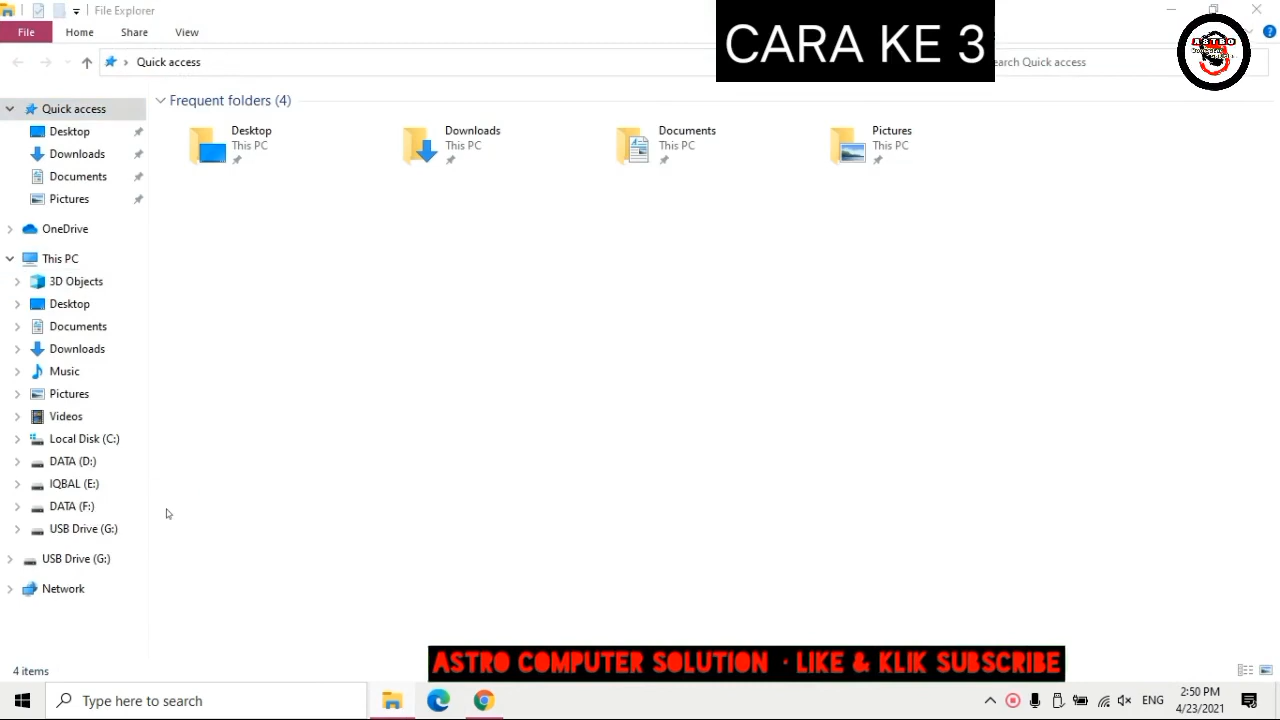 File Explorer
CARA KE 3
File
Home
Share
View
ASTRO
Quick access
earch Quick access
Quick access
Desktop
Downloads
Documents
Pictures
OneDrive
This PC
3D Objects
Desktop
Documents
Downloads
Music
Pictures
Videos
Local Disk (C:)
DATA (D:)
IQBAL (E:)
DATA (F:)
USB Drive (G:)
USB Drive (G:)
Network
Frequent folders (4)
Desktop
This PC
Downloads
This PC
Documents
This PC
Pictures
This PC
4 items
ASTRO COMPUTER SOLUTION · LIKE & KLIK SUBSCRIBE
Type here to search
ENG
2:50 PM
4/23/2021